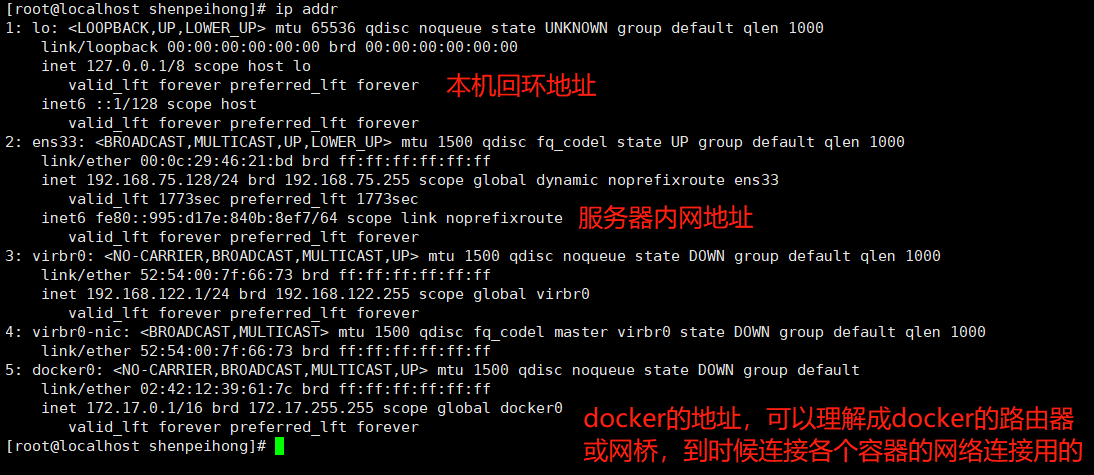 [root@localhost shenpeihong]# ip addr
1: lo: <LOOPBACK,UP,LOWER_UP> mtu 65536 qdisc noqueue state UNKNOWN group default qlen 1000
link/loopback 00:00:00:00:00:00 brd 00:00:00:00:00:00
inet 127.0.0.1/8 scope host lo
valid_lft forever preferred_lft forever
本机回环地址
inet6 ::1/128 scope host
valid_lft forever preferred_lft forever
2: ens33: <BROADCAST,MULTICAST,UP,LOWER_UP> mtu 1500 qdisc fq_codel state UP group default qlen 1000
link/ether 00:0c:29:46:21:bd brd ff:ff:ff:ff:ff:ff
inet 192.168.75.128/24 brd 192.168.75.255 scope global dynamic noprefixroute ens33
valid_lft 1773sec preferred_lft 1773sec
inet6 fe80::995:d17e:840b:8ef7/64 scope link noprefixroute
服务器内网地址
valid_lft forever preferred_lft forever
3: virbr0: <NO-CARRIER,BROADCAST,MULTICAST,UP> mtu 1500 qdisc noqueue state DOWN group default qlen 1000
link/ether 52:54:00:7f:66:73 brd ff:ff:ff:ff:ff:ff
inet 192.168.122.1/24 brd 192.168.122.255 scope global virbr0
valid_lft forever preferred_lft forever
4: virbr0-nic: <BROADCAST,MULTICAST> mtu 1500 qdisc fq_codel master virbr0 state DOWN group default qlen 1000
link/ether 52:54:00:7f:66:73 brd ff:ff:ff:ff:ff:ff
5: docker0: <NO-CARRIER,BROADCAST,MULTICAST,UP> mtu 1500 qdisc noqueue state DOWN group default
link/ether 02:42:12:39:61:7c brd ff:ff:ff:ff:ff:ff
inet 172.17.0.1/16 brd 172.17.255.255 scope global docker0
valid_lft forever preferred_lft forever
docker的地址，可以理解成docker的路由器
或网桥，到时候连接各个容器的网络连接用的
[root@localhost shenpeihong]#